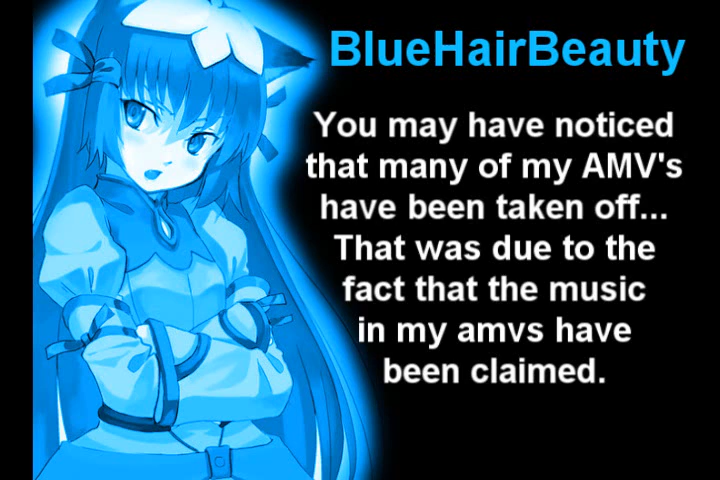 BlueHairBeauty
You may have noticed
that many of my AMV's
have been taken off...
That was due to the
fact that the music
in my amvs have
been claimed.